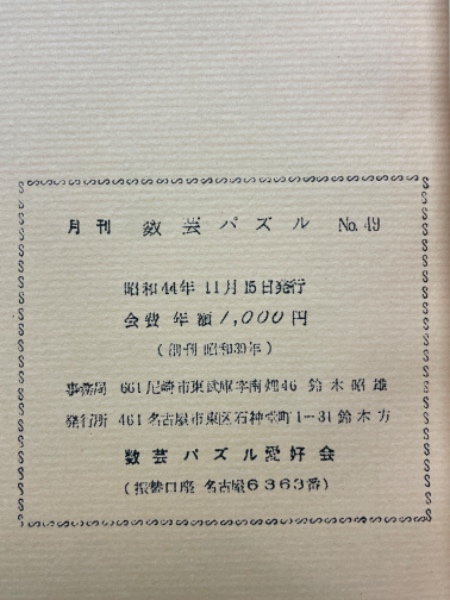 月刊 数芸パズル No.49
昭和44年11月15日発行
会費 年額1,000円
(創刊 昭和39年)
事務局 661 尼崎市東武庫字南畑46 鈴木昭雄
発行所 461 名古屋市東区石神堂町1-31 鈴木方
数芸パズル愛好会
(振替口座 名古屋6363番)